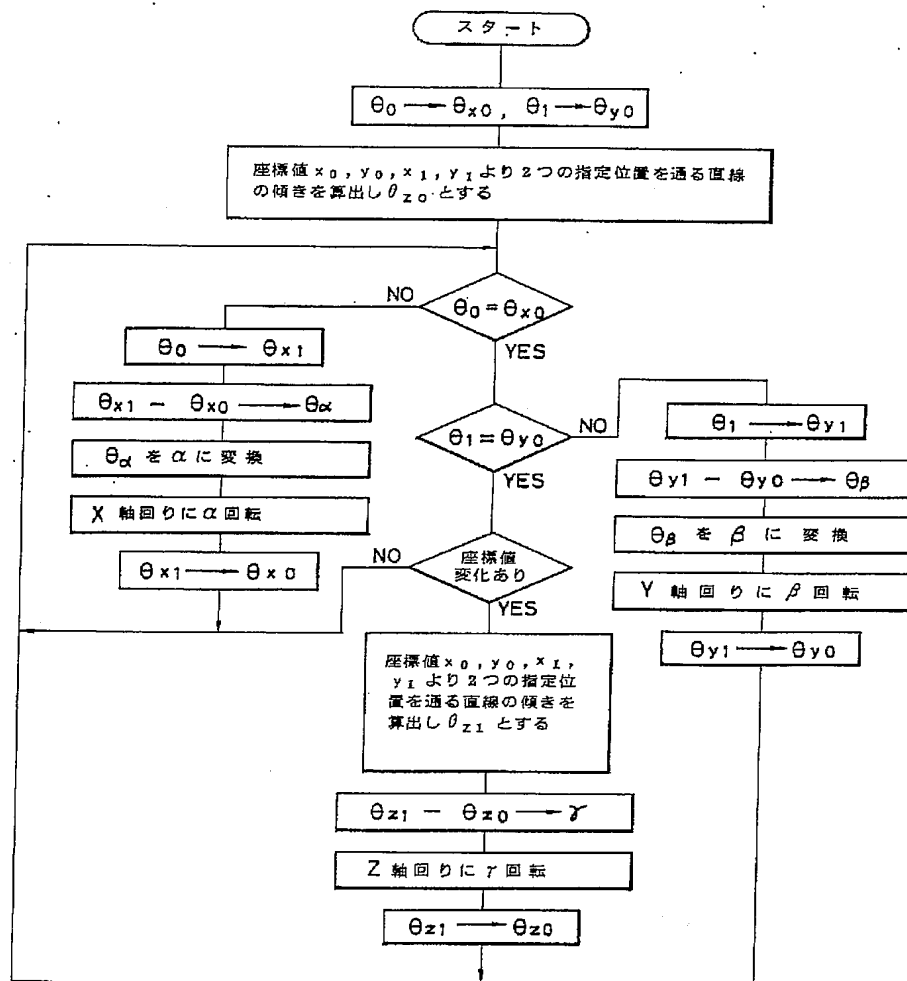 スタート
Θ0 → Θx0 , Θ1 → Θy0
座標値 x0 , y0 , x1 , y1 より 2つの指定位置を通る直線
の傾きを算出し θz0 とする
NO
Θ0 = Θx0
YES
Θ0 → Θx1
Θx1 − Θx0 → Θα
Θα を α に変換
X 軸回りに α 回転
Θx1 → Θx0
Θ1 = Θy0
NO
YES
Θ1 → Θy1
Θy1 − Θy0 → Θβ
Θβ を β に 変換
Y 軸回りに β 回転
Θy1 → Θy0
NO
座標値
変化あり
YES
座標値 x0 , y0 , x1 ,
y1 より 2つの指定位
置を通る直線の傾きを
算出し θz1 とする
Θz1 − Θz0 → γ
Z 軸回りに γ 回転
Θz1 → Θz0